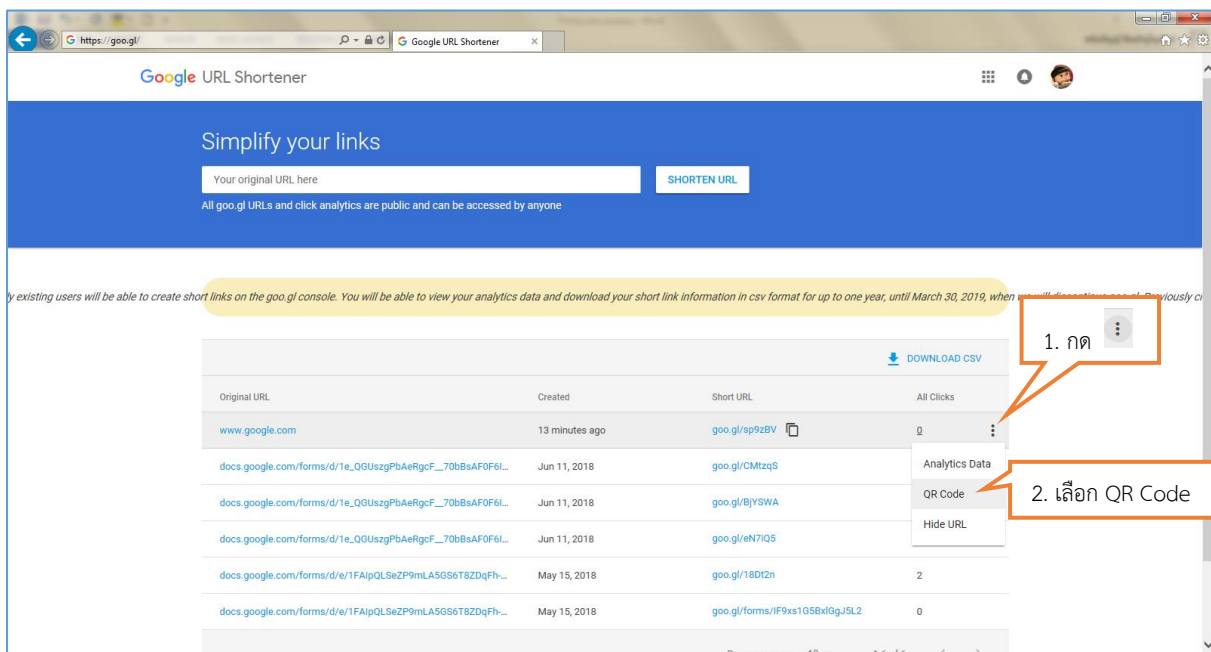 https://goo.gl/
Google URL Shortener
Google URL Shortener
Simplify your links
Your original URL here
SHORTEN URL
All goo.gl URLs and click analytics are public and can be accessed by anyone
existing users will be able to create short links on the goo.gl console. You will be able to view your analytics data and download your short link information in csv format for up to one year, until March 30, 2019, when
1. กด
DOWNLOAD CSV
Original URL Created Short URL All Clicks
www.google.com 13 minutes ago goo.gl/sp9zBV 0
docs.google.com/forms/d/1e_QGUszgPbAeRgcF__70bBsAF0F6I... Jun 11, 2018 goo.gl/CMtzqS
Analytics Data
docs.google.com/forms/d/1e_QGUszgPbAeRgcF__70bBsAF0F6I... Jun 11, 2018 goo.gl/BjYSWA
QR Code
2. เลือก QR Code
Hide URL
docs.google.com/forms/d/1e_QGUszgPbAeRgcF__70bBsAF0F6I... Jun 11, 2018 goo.gl/eN7iQ5
docs.google.com/forms/d/e/1FAIpQLSeZP9mLA5GS6T8ZDqFh-... May 15, 2018 goo.gl/18Dt2n 2
docs.google.com/forms/d/e/1FAIpQLSeZP9mLA5GS6T8ZDqFh-... May 15, 2018 goo.gl/forms/IF9xs1G5BxlGgJ5L2 0